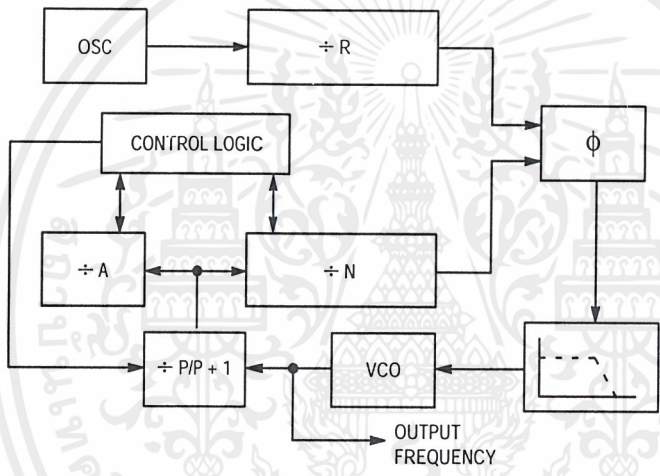 OSC
÷ R
CONTROL LOGIC
ϕ
÷ A
÷ N
÷ P/P + 1
VCO
OUTPUT
FREQUENCY